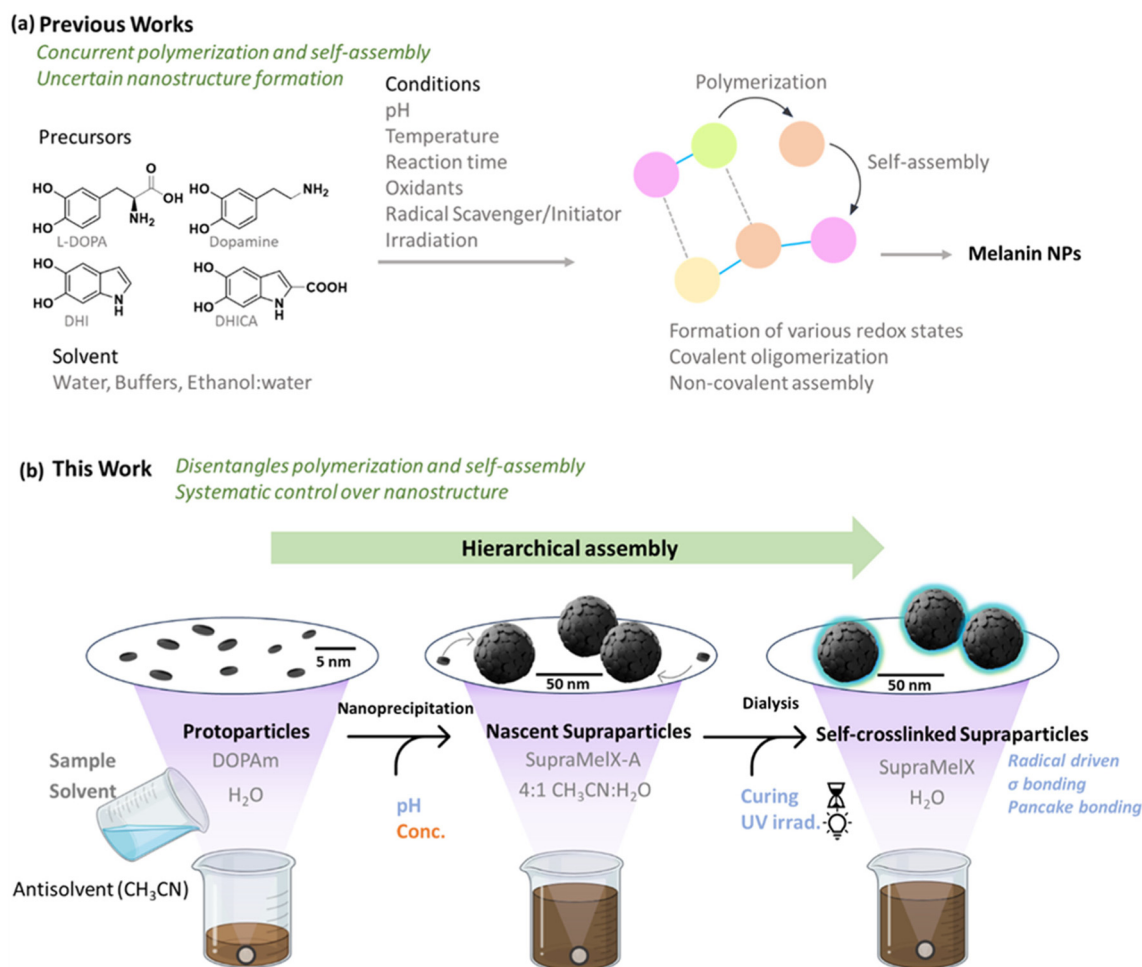 (a) Previous Works
Concurrent polymerization and self-assembly
Uncertain nanostructure formation
Precursors
HO
HO
O
OH
NH₂
L-DOPA
HO
HO
NH₂
Dopamine
HO
HO
N
H
DHI
HO
HO
N
H
COOH
DHICA
Solvent
Water, Buffers, Ethanol:water
Conditions
pH
Temperature
Reaction time
Oxidants
Radical Scavenger/Initiator
Irradiation
Polymerization
Self-assembly
Melanin NPs
Formation of various redox states
Covalent oligomerization
Non-covalent assembly
(b) This Work
Disentangles polymerization and self-assembly
Systematic control over nanostructure
Hierarchical assembly
5 nm
50 nm
50 nm
Sample
Solvent
Antisolvent (CH₃CN)
Protoparticles
DOPAm
H₂O
Nanoprecipitation
pH
Conc.
Nascent Supraparticles
SupraMelX-A
4:1 CH₃CN:H₂O
Dialysis
Curing
UV irrad.
Self-crosslinked Supraparticles
SupraMelX
H₂O
Radical driven
σ bonding
Pancake bonding